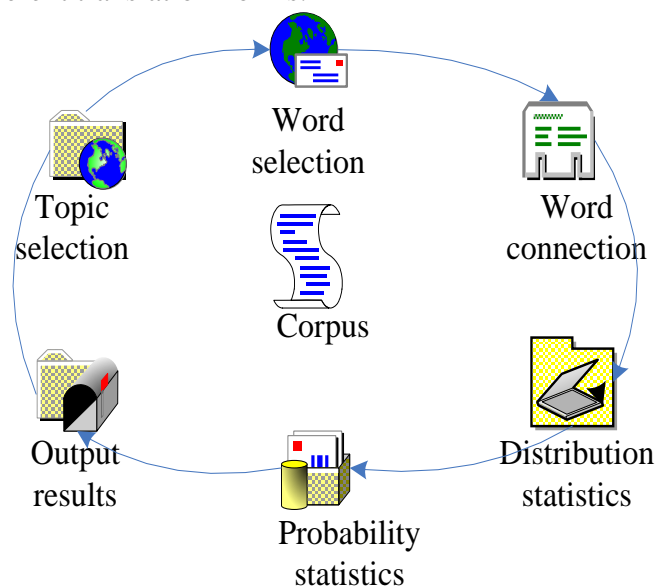 Word
selection
Topic
selection
Word
connection
Corpus
Output
results
Distribution
statistics
Probability
statistics